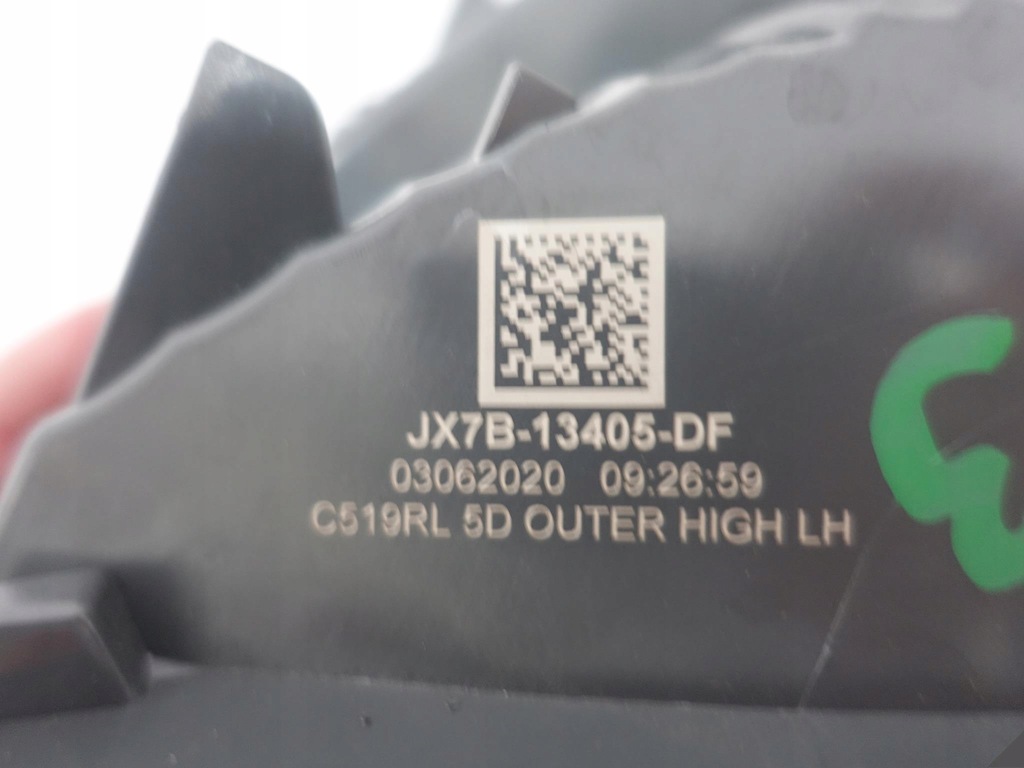 JX7B-13405-DF
03062020 09:26:59
C519RL 5D OUTER HIGH LH